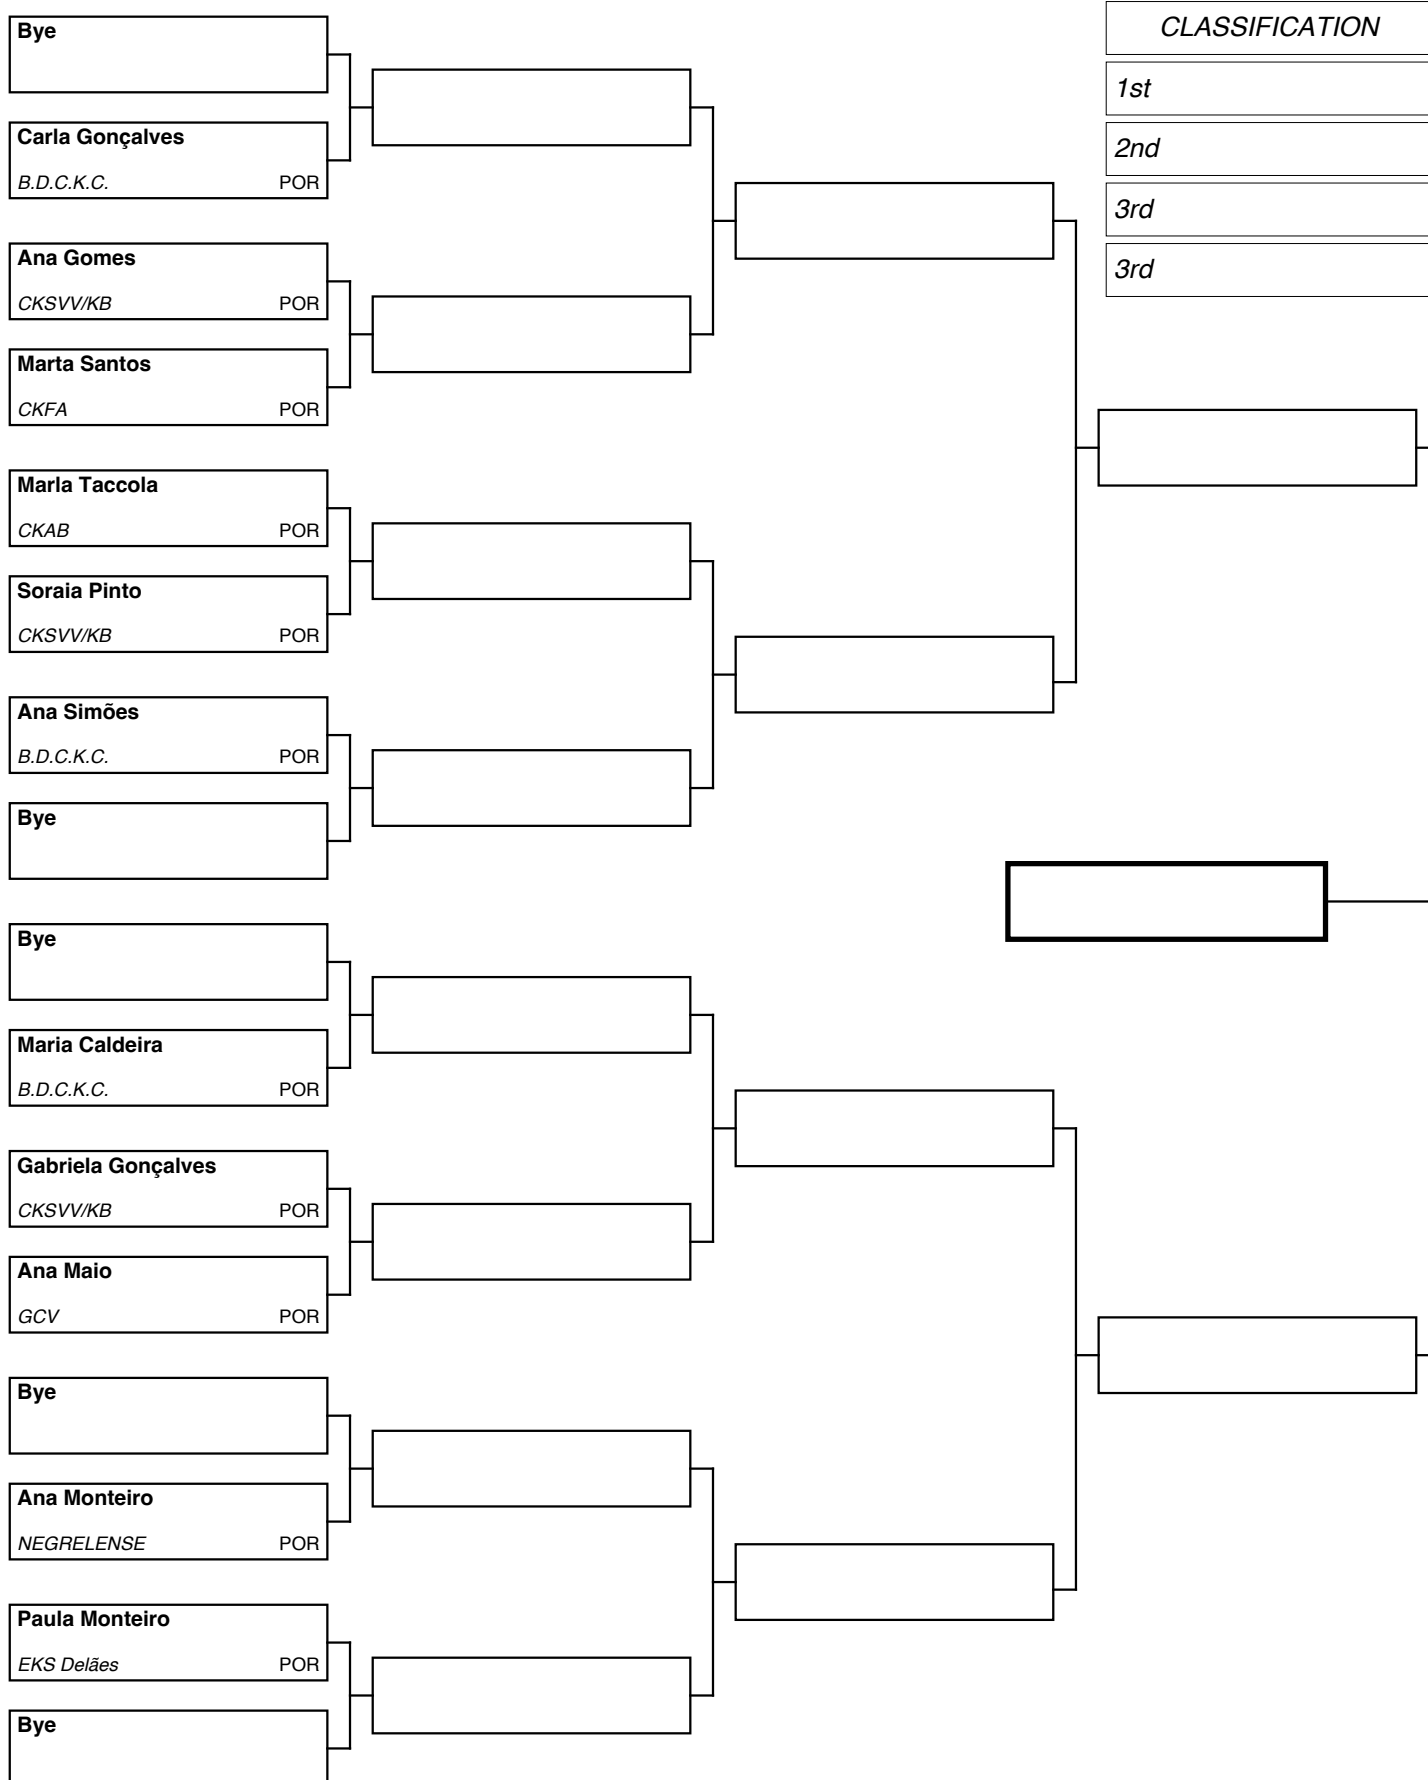 Bye
Carla Gonçalves
B.D.C.K.C. POR
Ana Gomes
CKSVV/KB POR
Marta Santos
CKFA POR
Marla Taccola
CKAB POR
Soraia Pinto
CKSVV/KB POR
Ana Simões
B.D.C.K.C. POR
Bye
Bye
Maria Caldeira
B.D.C.K.C. POR
Gabriela Gonçalves
CKSVV/KB POR
Ana Maio
GCV POR
Bye
Ana Monteiro
NEGRELENSE POR
Paula Monteiro
EKS Delães POR
Bye
CLASSIFICATION
1st
2nd
3rd
3rd